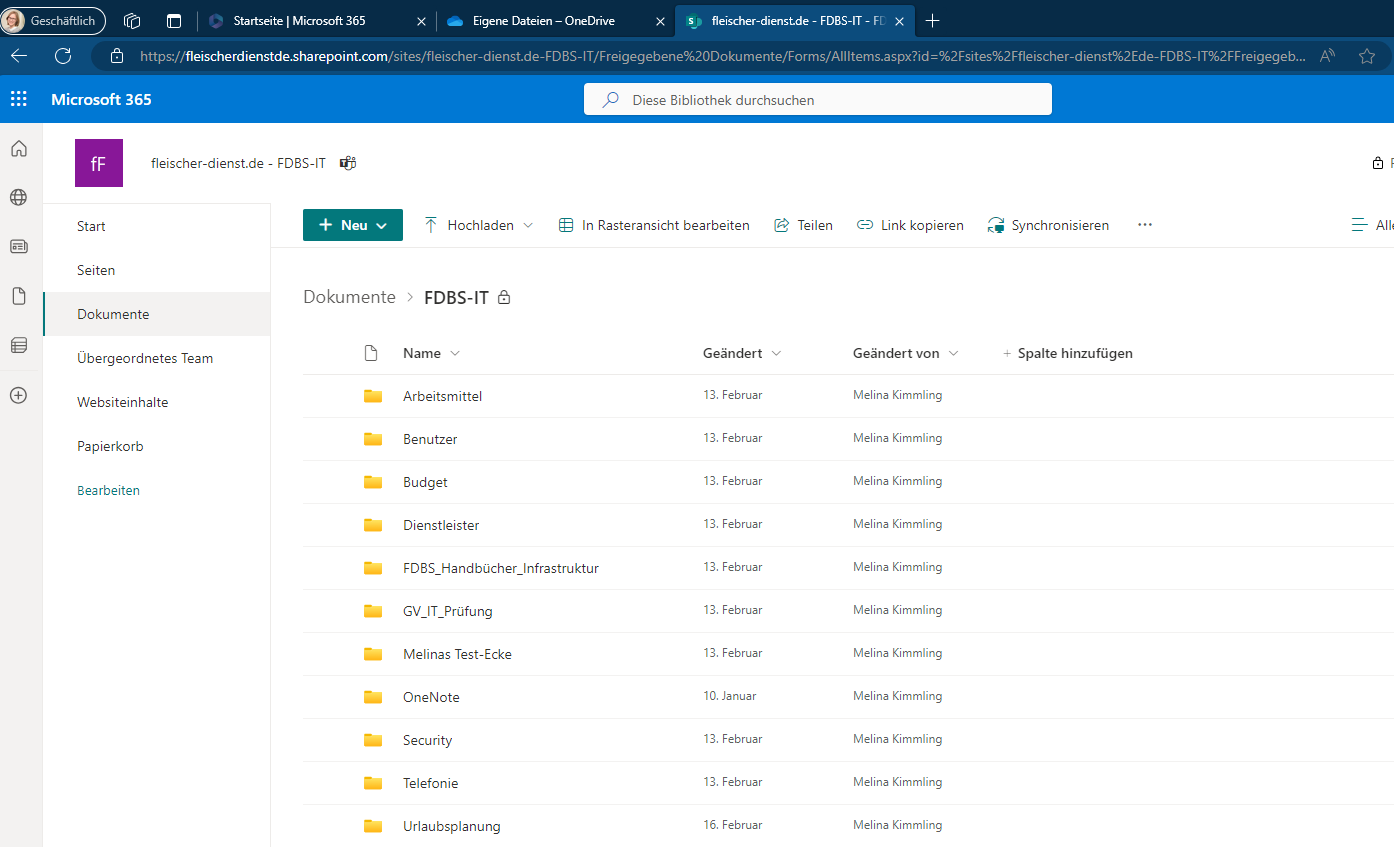 Geschäftlich
Startseite | Microsoft 365
Eigene Dateien – OneDrive
fleischer-dienst.de - FDBS-IT - FD
https://fleischerdienstde.sharepoint.com/sites/fleischer-dienst.de-FDBS-IT/Freigegebene%20Dokumente/Forms/AllItems.aspx?id=%2Fsites%2Ffleischer-dienst%2Ede-FDBS-IT%2FFreigegeb...
Microsoft 365
Diese Bibliothek durchsuchen
fF
fleischer-dienst.de - FDBS-IT
Start
Seiten
Dokumente
Übergeordnetes Team
Websiteinhalte
Papierkorb
Bearbeiten
Neu
Hochladen
In Rasteransicht bearbeiten
Teilen
Link kopieren
Synchronisieren
Alle
Dokumente > FDBS-IT
Name Geändert Geändert von + Spalte hinzufügen
Arbeitsmittel 13. Februar Melina Kimmling
Benutzer 13. Februar Melina Kimmling
Budget 13. Februar Melina Kimmling
Dienstleister 13. Februar Melina Kimmling
FDBS_Handbücher_Infrastruktur 13. Februar Melina Kimmling
GV_IT_Prüfung 13. Februar Melina Kimmling
Melinas Test-Ecke 13. Februar Melina Kimmling
OneNote 10. Januar Melina Kimmling
Security 13. Februar Melina Kimmling
Telefonie 13. Februar Melina Kimmling
Urlaubsplanung 16. Februar Melina Kimmling